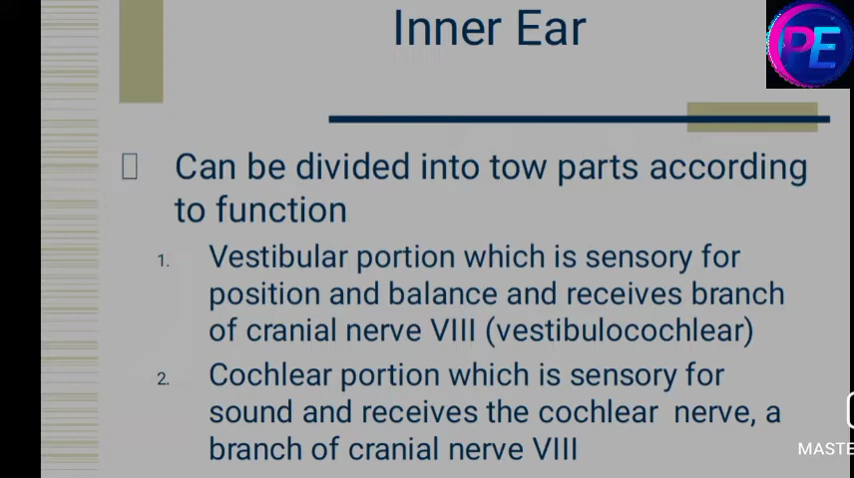 Inner Ear
PE
Can be divided into tow parts according
to function
1. Vestibular portion which is sensory for
position and balance and receives branch
of cranial nerve VIII (vestibulocochlear)
2. Cochlear portion which is sensory for
sound and receives the cochlear nerve, a
branch of cranial nerve VIII
MASTE